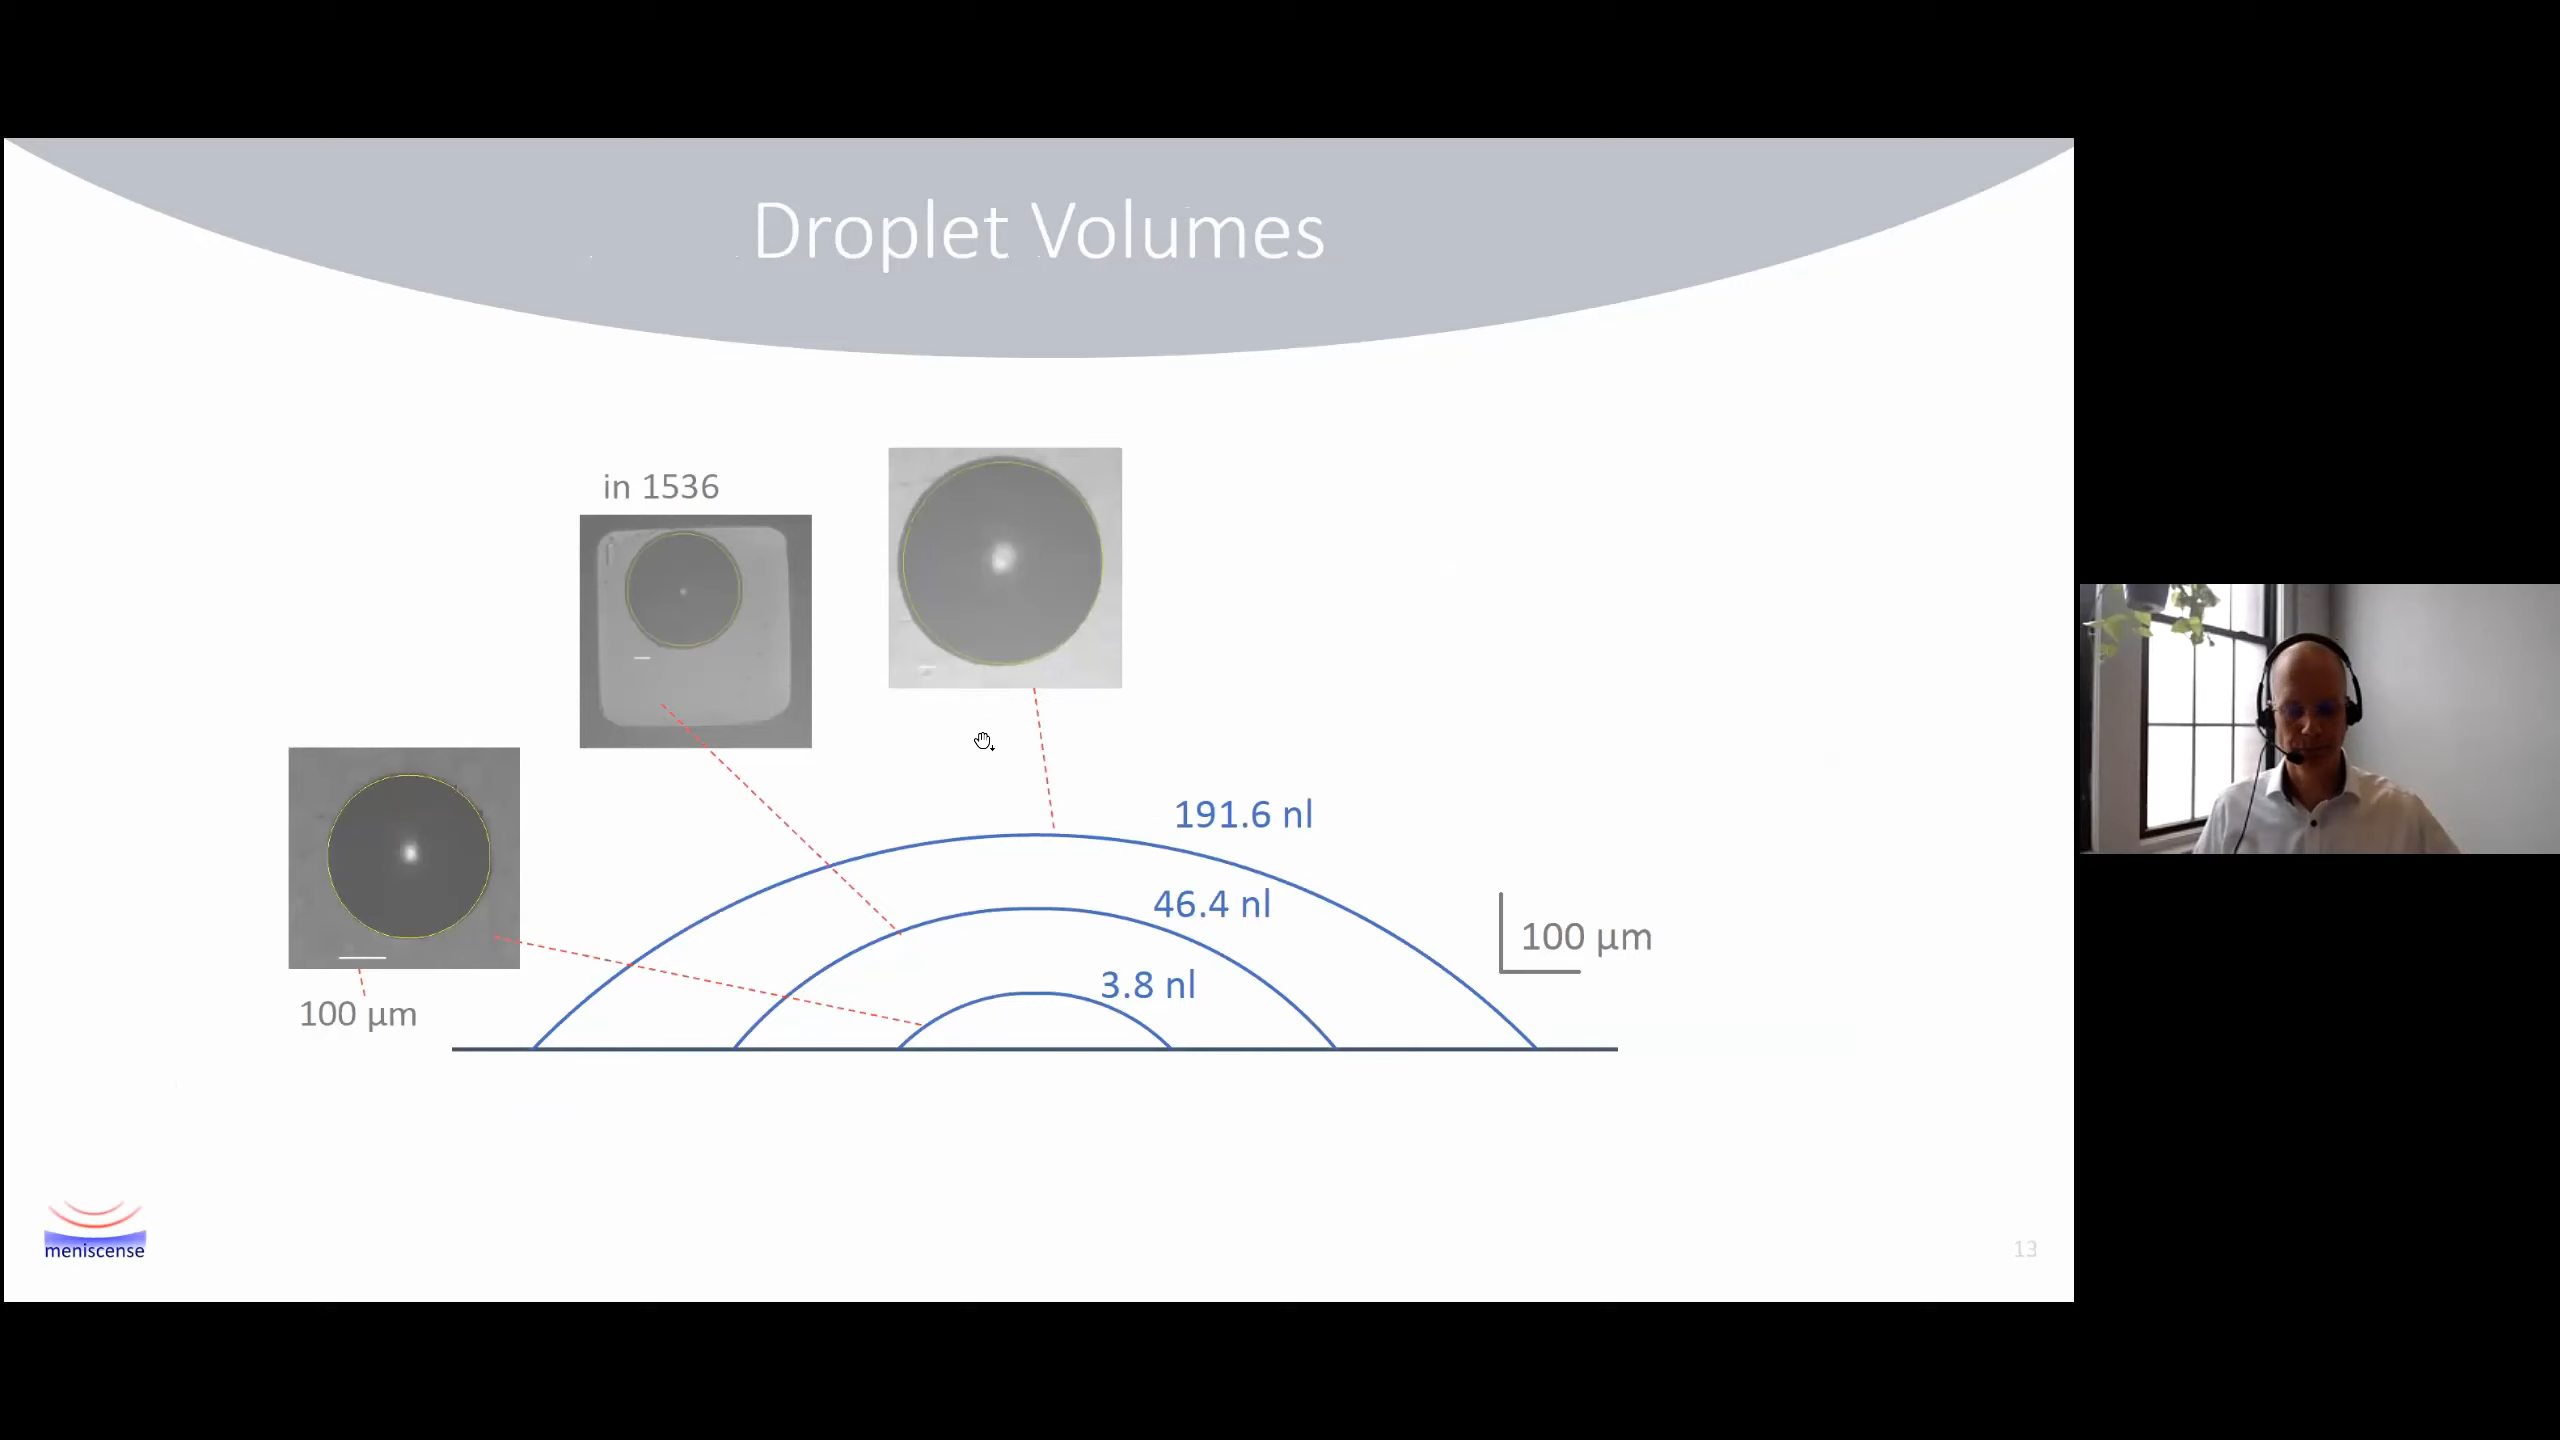 Droplet Volumes
in 1536
191.6 nl
46.4 nl
100 µm
3.8 nl
100 µm
meniscense
13